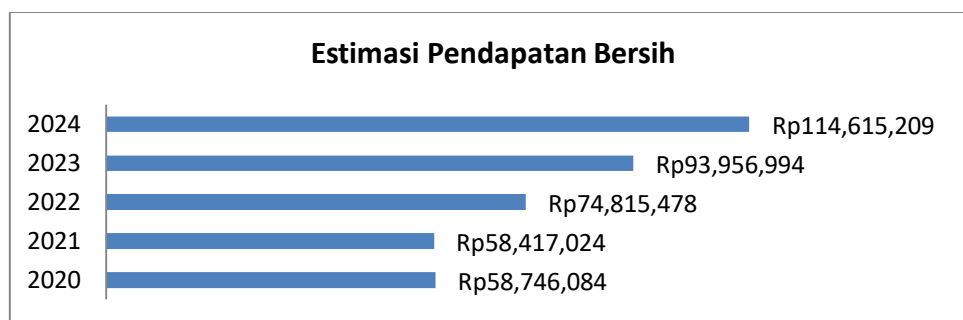 Estimasi Pendapatan Bersih
2024 Rp114,615,209
2023 Rp93,956,994
2022 Rp74,815,478
2021 Rp58,417,024
2020 Rp58,746,084